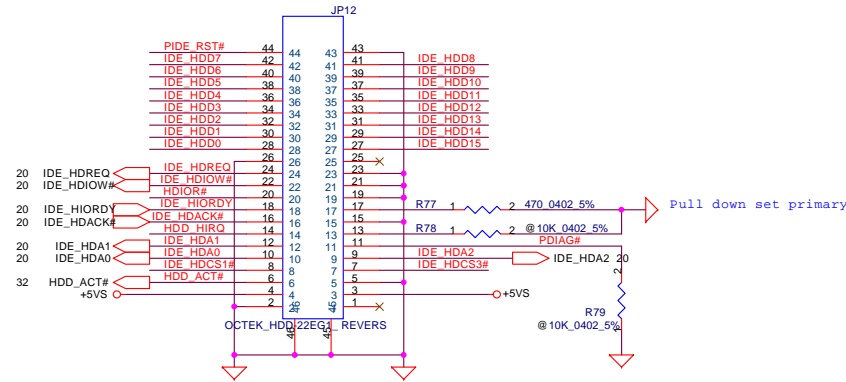 JP12
PIDE_RST# 44 44 43 43
IDE_HDD7 42 42 41 41 IDE_HDD8
IDE_HDD6 40 40 39 39 IDE_HDD9
IDE_HDD5 38 38 37 37 IDE_HDD10
IDE_HDD4 36 36 35 35 IDE_HDD11
IDE_HDD3 34 34 33 33 IDE_HDD12
IDE_HDD2 32 32 31 31 IDE_HDD13
IDE_HDD1 30 30 29 29 IDE_HDD14
IDE_HDD0 28 28 27 27 IDE_HDD15
26 26 25 25
20 IDE_HDREQ IDE_HDREQ 24 24 23 23
20 IDE_HDIOW# IDE_HDIOW# 22 22 21 21
HDIOR# 20 20 19 19
20 IDE_HIORDY IDE_HIORDY 18 18 17 17 R77 1 2 470_0402_5% Pull down set primary
20 IDE_HDACK# IDE_HDACK# 16 16 15 15
HDD_HIRQ 14 14 13 13 R78 1 2 @10K_0402_5%
20 IDE_HDA1 IDE_HDA1 12 12 11 11 PDIAG#
20 IDE_HDA0 IDE_HDA0 10 10 9 9 IDE_HDA2 IDE_HDA2 20
IDE_HDCS1# 8 8 7 7 IDE_HDCS3#
32 HDD_ACT# HDD_ACT# 6 6 5 5
+5VS 4 4 3 3 +5VS
2 2 1 1
46 45
2
R79
@10K_0402_5%
1
OCTEK_HDD-22EG1_REVERS
46 45